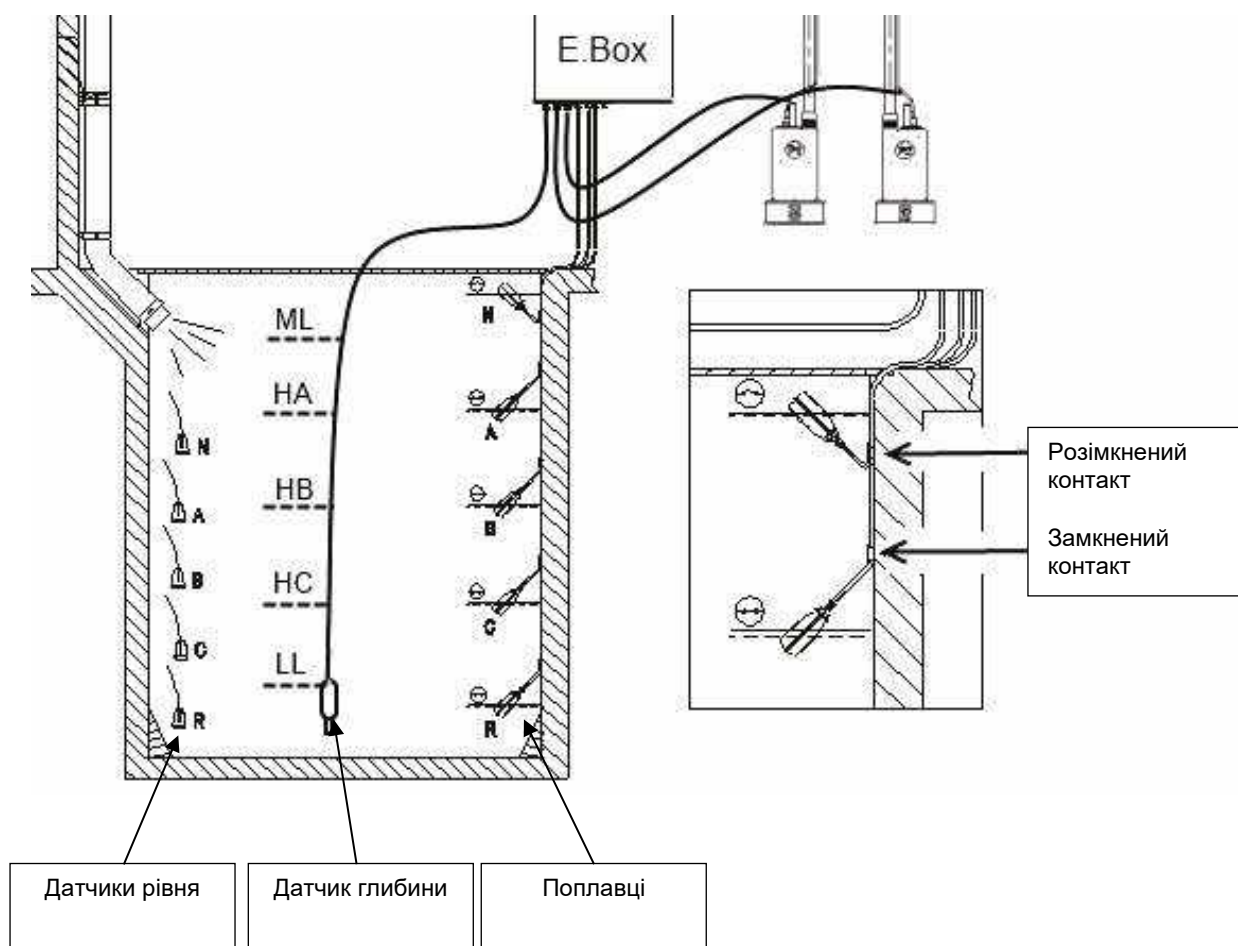 E.Box
ML
HA
HB
HC
LL
N
A
B
C
R
N
A
B
C
R
Розімкнений
контакт
Замкнений
контакт
Датчики рівня
Датчик глибини
Поплавці